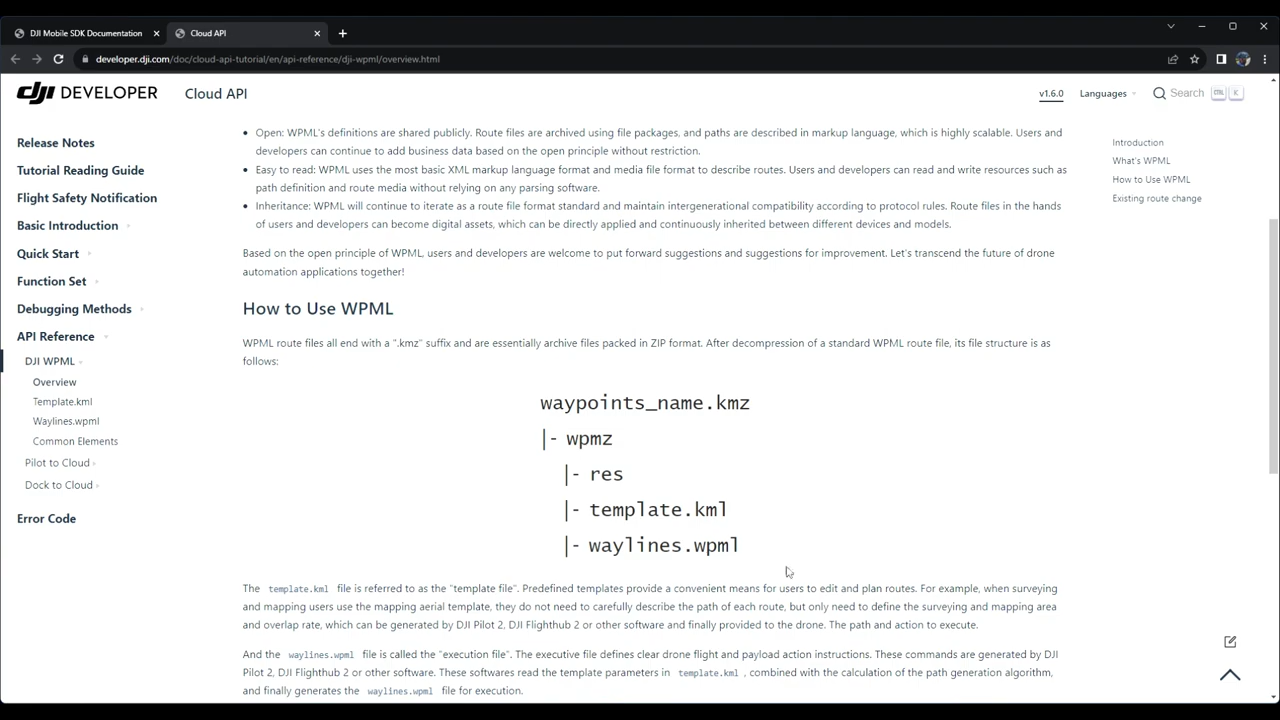 DJI Mobile SDK Documentation
Cloud API
developer.dji.com/doc/cloud-api-tutorial/en/api-reference/dji-wpml/overview.html
dji DEVELOPER
Cloud API
v1.6.0
Languages
Search
CTRL
K
Release Notes
Tutorial Reading Guide
Flight Safety Notification
Basic Introduction
Quick Start
Function Set
Debugging Methods
API Reference
DJI WPML
Overview
Template.kml
Waylines.wpml
Common Elements
Pilot to Cloud
Dock to Cloud
Error Code
Open: WPML's definitions are shared publicly. Route files are archived using file packages, and paths are described in markup language, which is highly scalable. Users and
developers can continue to add business data based on the open principle without restriction.
Easy to read: WPML uses the most basic XML markup language format and media file format to describe routes. Users and developers can read and write resources such as
path definition and route media without relying on any parsing software.
Inheritance: WPML will continue to iterate as a route file format standard and maintain intergenerational compatibility according to protocol rules. Route files in the hands
of users and developers can become digital assets, which can be directly applied and continuously inherited between different devices and models.
Based on the open principle of WPML, users and developers are welcome to put forward suggestions and suggestions for improvement. Let's transcend the future of drone
automation applications together!
How to Use WPML
WPML route files all end with a ".kmz" suffix and are essentially archive files packed in ZIP format. After decompression of a standard WPML route file, its file structure is as
follows:
waypoints_name.kmz
|- wpmz
|- res
|- template.kml
|- waylines.wpml
The template.kml file is referred to as the "template file". Predefined templates provide a convenient means for users to edit and plan routes. For example, when surveying
and mapping users use the mapping aerial template, they do not need to carefully describe the path of each route, but only need to define the surveying and mapping area
and overlap rate, which can be generated by DJI Pilot 2, DJI Flighthub 2 or other software and finally provided to the drone. The path and action to execute.
And the waylines.wpml file is called the "execution file". The executive file defines clear drone flight and payload action instructions. These commands are generated by DJI
Pilot 2, DJI Flighthub 2 or other software. These softwares read the template parameters in template.kml , combined with the calculation of the path generation algorithm,
and finally generates the waylines.wpml file for execution.
Introduction
What's WPML
How to Use WPML
Existing route change